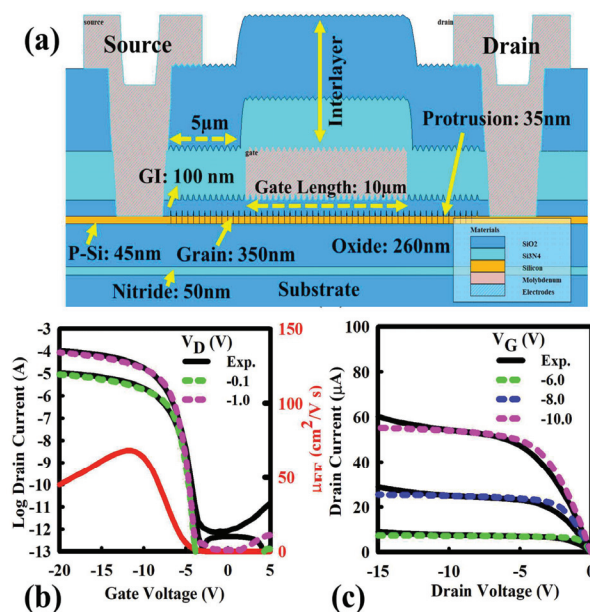 (a)
source
Source
drain
Drain
Interlayer
5μm
Protrusion: 35nm
gate
GI: 100 nm
Gate Length: 10μm
P-Si: 45nm
Grain: 350nm
Oxide: 260nm
Nitride: 50nm
Substrate
Materials
SiO2
Si3N4
Silicon
Molybdenum
Electrodes
-3
-4
-5
-6
-7
-8
-9
-10
-11
-12
-13
Log Drain Current (A)
V_D (V)
Exp.
-0.1
-1.0
150
100
50
0
μ_FE (cm²/V s)
-20 -15 -10 -5 0 5
Gate Voltage (V)
(b)
100
80
60
40
20
0
Drain Current (μA)
V_G (V)
Exp.
-6.0
-8.0
-10.0
-15 -10 -5 0
Drain Voltage (V)
(c)